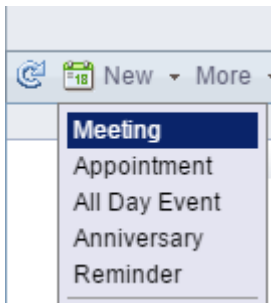 18 New More
Meeting
Appointment
All Day Event
Anniversary
Reminder